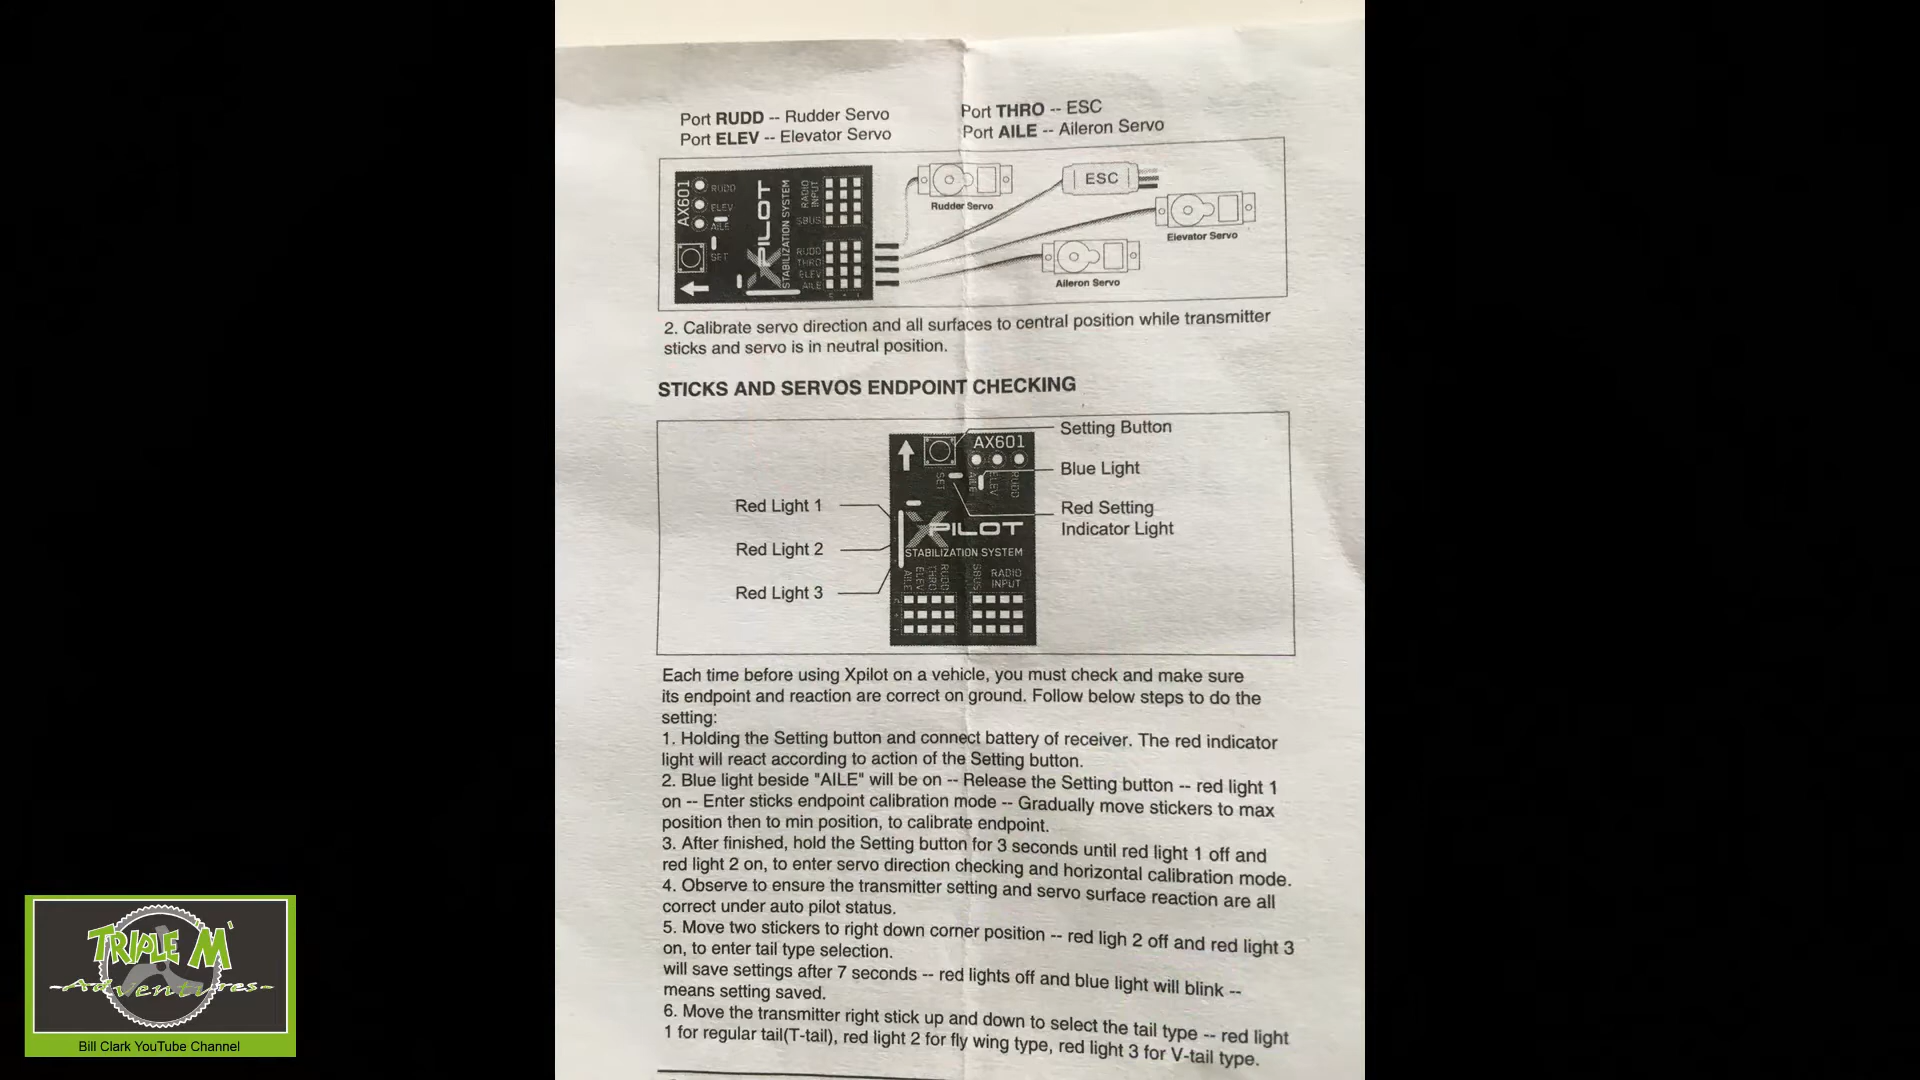 Port RUDD -- Rudder Servo
Port THRO -- ESC
Port ELEV -- Elevator Servo
Port AILE -- Aileron Servo
AX601
RUDD
ELEV
AILE
SET
XPILOT
STABILIZATION SYSTEM
RADIO INPUT
SBUS
RUDD
THRO
ELEV
AILE
Rudder Servo
ESC
Elevator Servo
Aileron Servo
2. Calibrate servo direction and all surfaces to central position while transmitter
sticks and servo is in neutral position.
STICKS AND SERVOS ENDPOINT CHECKING
Setting Button
Blue Light
Red Setting
Indicator Light
Red Light 1
Red Light 2
Red Light 3
AX601
SET
AILE
ELEV
RUDD
XPILOT
STABILIZATION SYSTEM
AILE
ELEV
THRO
RUDD
SBUS
RADIO
INPUT
Each time before using Xpilot on a vehicle, you must check and make sure
its endpoint and reaction are correct on ground. Follow below steps to do the
setting:
1. Holding the Setting button and connect battery of receiver. The red indicator
light will react according to action of the Setting button.
2. Blue light beside "AILE" will be on -- Release the Setting button -- red light 1
on -- Enter sticks endpoint calibration mode -- Gradually move stickers to max
position then to min position, to calibrate endpoint.
3. After finished, hold the Setting button for 3 seconds until red light 1 off and
red light 2 on, to enter servo direction checking and horizontal calibration mode.
4. Observe to ensure the transmitter setting and servo surface reaction are all
correct under auto pilot status.
5. Move two stickers to right down corner position -- red ligh 2 off and red light 3
on, to enter tail type selection.
will save settings after 7 seconds -- red lights off and blue light will blink --
means setting saved.
6. Move the transmitter right stick up and down to select the tail type -- red light
1 for regular tail(T-tail), red light 2 for fly wing type, red light 3 for V-tail type.
TRIPLE M'
-Adventures-
Bill Clark YouTube Channel